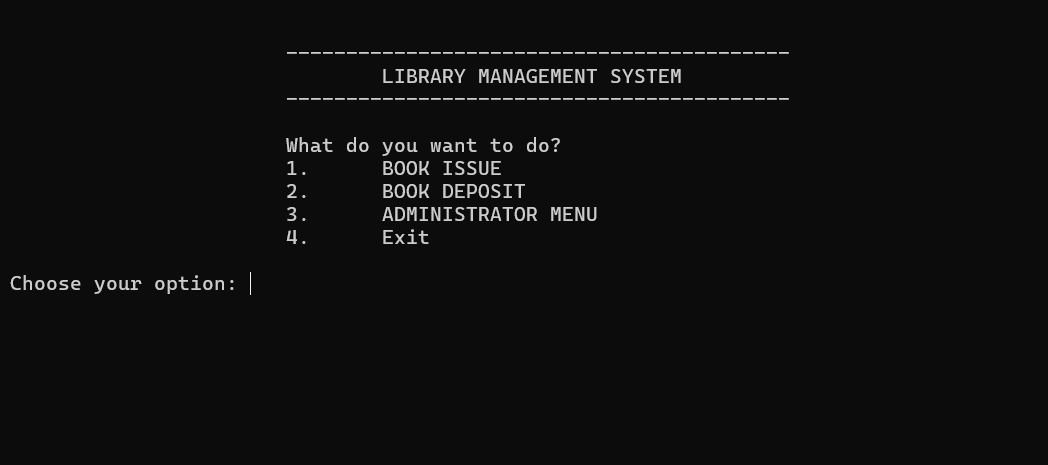 ------------------------------------------
LIBRARY MANAGEMENT SYSTEM
------------------------------------------
What do you want to do?
1. BOOK ISSUE
2. BOOK DEPOSIT
3. ADMINISTRATOR MENU
4. Exit
Choose your option: